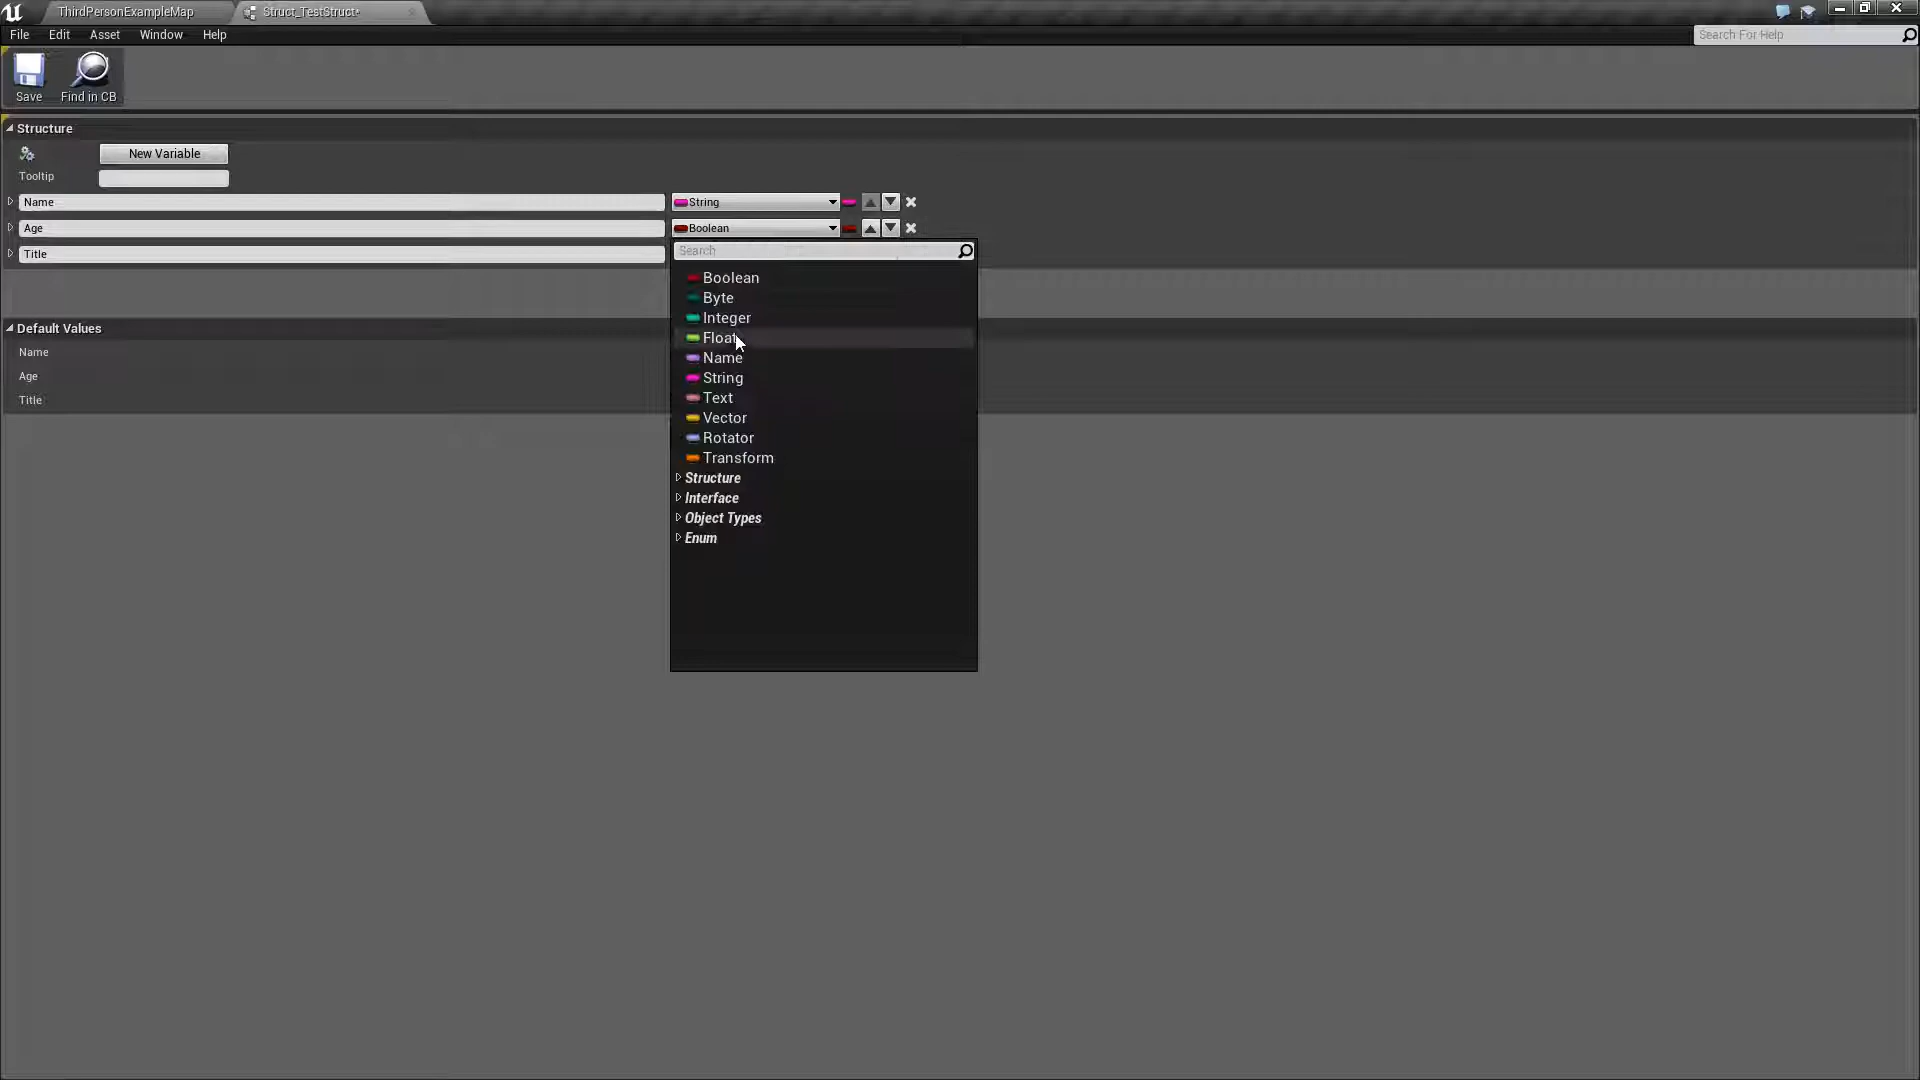 ThirdPersonExampleMap
Struct_TestStruct*
File Edit Asset Window Help
Search For Help
Save
Find in CB
Structure
New Variable
Tooltip
Name
String
Age
Boolean
Title
Search
Boolean
Byte
Integer
Float
Name
String
Text
Vector
Rotator
Transform
Structure
Interface
Object Types
Enum
Default Values
Name
Age
Title